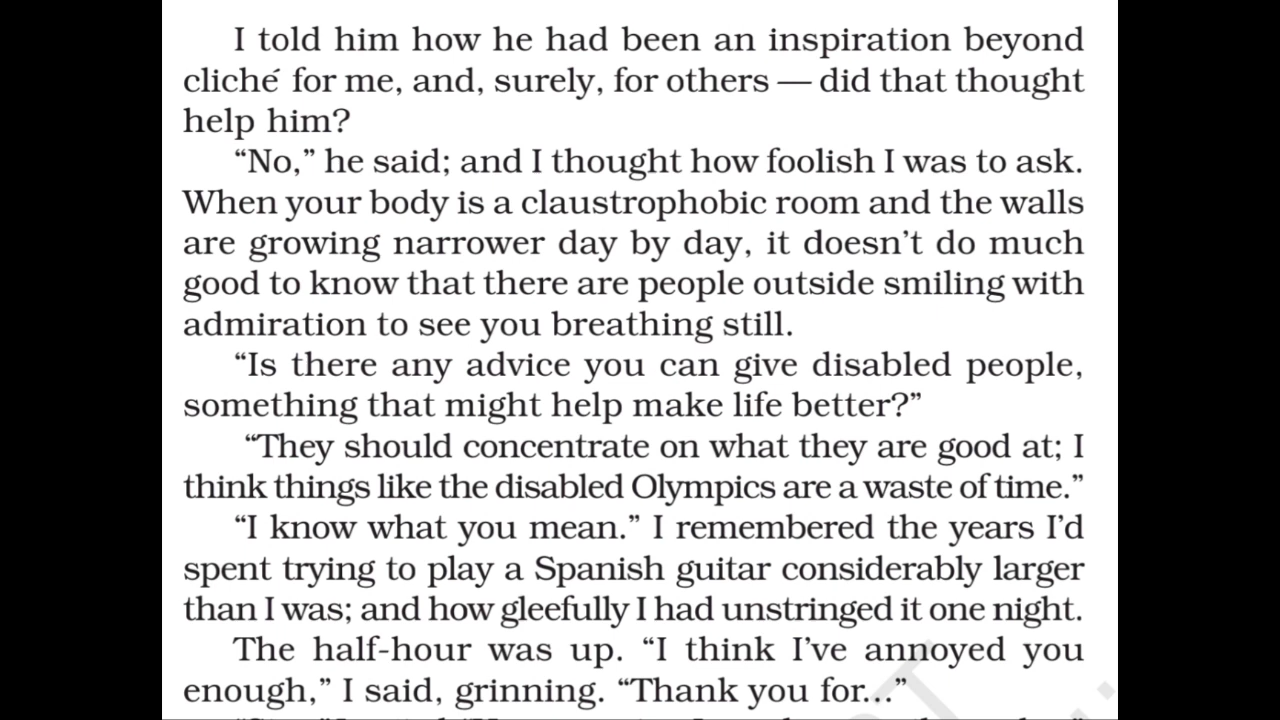 I told him how he had been an inspiration beyond
cliché for me, and, surely, for others — did that thought
help him?
“No,” he said; and I thought how foolish I was to ask.
When your body is a claustrophobic room and the walls
are growing narrower day by day, it doesn’t do much
good to know that there are people outside smiling with
admiration to see you breathing still.
“Is there any advice you can give disabled people,
something that might help make life better?”
“They should concentrate on what they are good at; I
think things like the disabled Olympics are a waste of time.”
“I know what you mean.” I remembered the years I’d
spent trying to play a Spanish guitar considerably larger
than I was; and how gleefully I had unstringed it one night.
The half-hour was up. “I think I’ve annoyed you
enough,” I said, grinning. “Thank you for...”